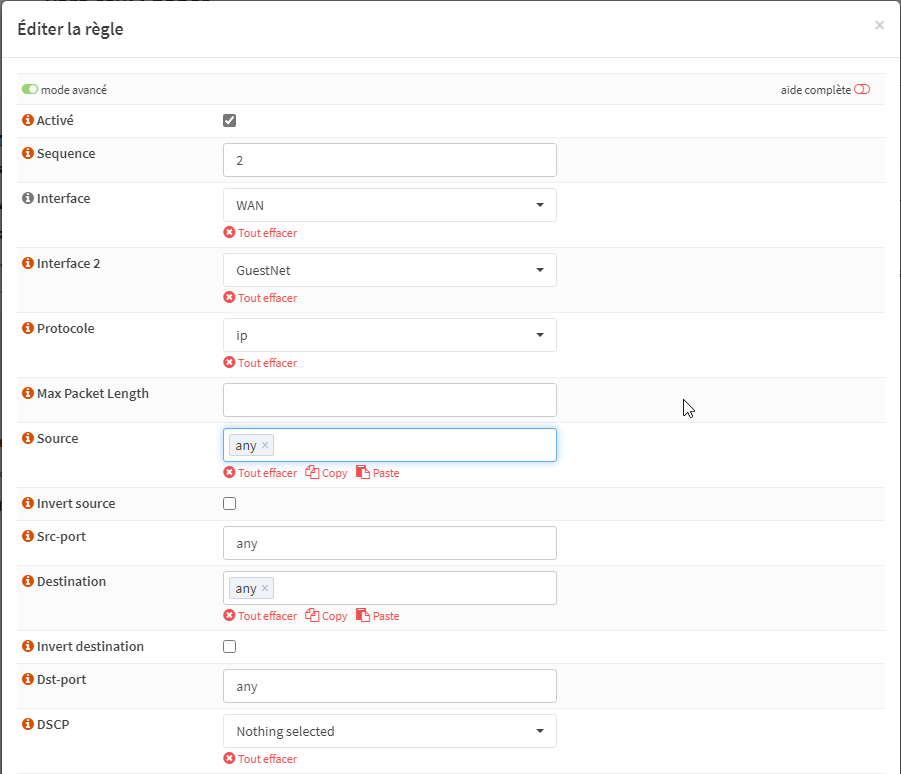 Éditer la règle ×
mode avancé aide complète
Activé
Sequence 2
Interface WAN
Tout effacer
Interface 2 GuestNet
Tout effacer
Protocole ip
Tout effacer
Max Packet Length
Source any ×
Tout effacer Copy Paste
Invert source
Src-port any
Destination any ×
Tout effacer Copy Paste
Invert destination
Dst-port any
DSCP Nothing selected
Tout effacer